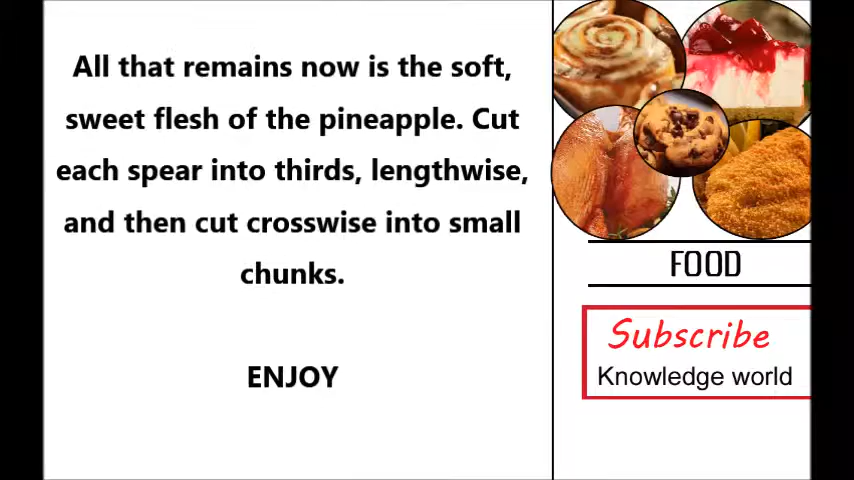 All that remains now is the soft,
sweet flesh of the pineapple. Cut
each spear into thirds, lengthwise,
and then cut crosswise into small
chunks.
ENJOY
FOOD
Subscribe
Knowledge world